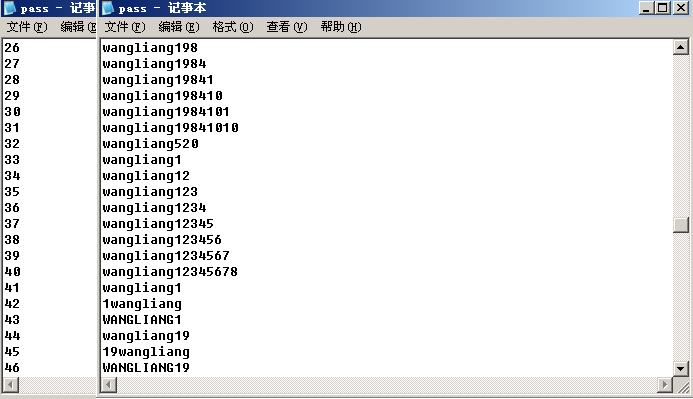 pass - 记事
pass - 记事本
文件(F) 编辑(E
文件(F) 编辑(E) 格式(O) 查看(V) 帮助(H)
26
27
28
29
30
31
32
33
34
35
36
37
38
39
40
41
42
43
44
45
46
wangliang198
wangliang1984
wangliang19841
wangliang198410
wangliang1984101
wangliang19841010
wangliang520
wangliang1
wangliang12
wangliang123
wangliang1234
wangliang12345
wangliang123456
wangliang1234567
wangliang12345678
wangliang1
1wangliang
WANGLIANG1
wangliang19
19wangliang
WANGLIANG19